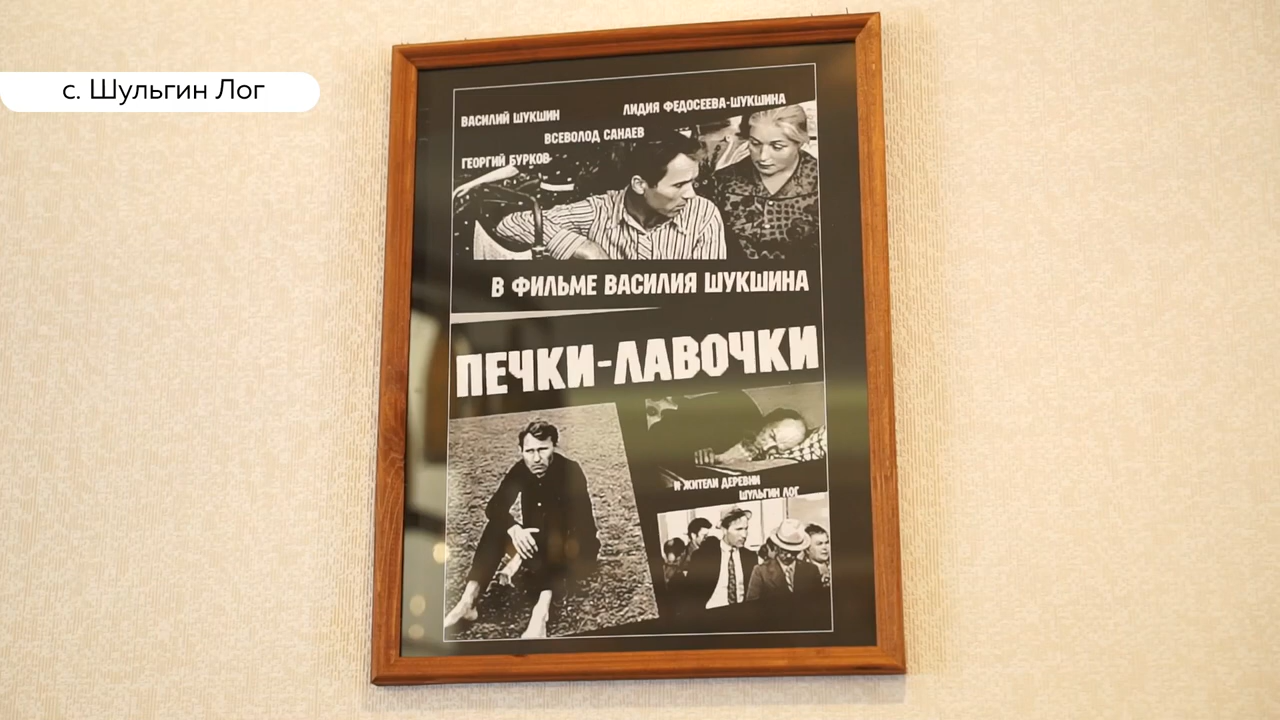 с. Шульгин Лог
ВАСИЛИЙ ШУКШИН
ЛИДИЯ ФЕДОСЕЕВА-ШУКШИНА
ВСЕВОЛОД САНАЕВ
ГЕОРГИЙ БУРКОВ
В ФИЛЬМЕ ВАСИЛИЯ ШУКШИНА
ПЕЧКИ-ЛАВОЧКИ
И ЖИТЕЛИ ДЕРЕВНИ
ШУЛЬГИН ЛОГ